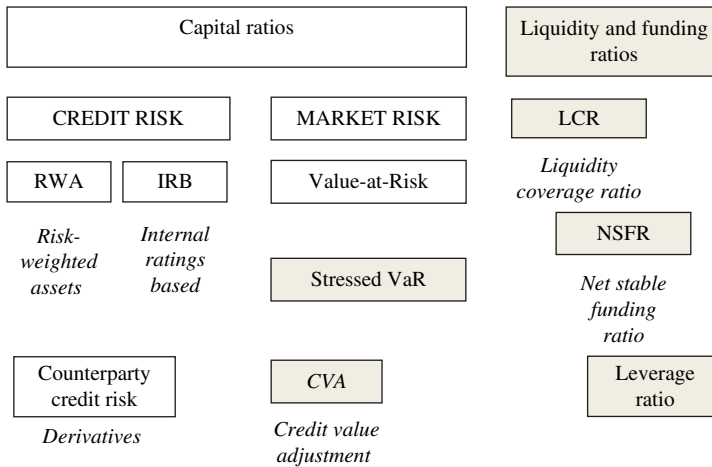 Capital ratios
Liquidity and funding
ratios
CREDIT RISK
MARKET RISK
LCR
RWA
IRB
Value-at-Risk
Liquidity
coverage ratio
Risk-
weighted
assets
Internal
ratings
based
NSFR
Stressed VaR
Net stable
funding
ratio
Counterparty
credit risk
CVA
Leverage
ratio
Derivatives
Credit value
adjustment